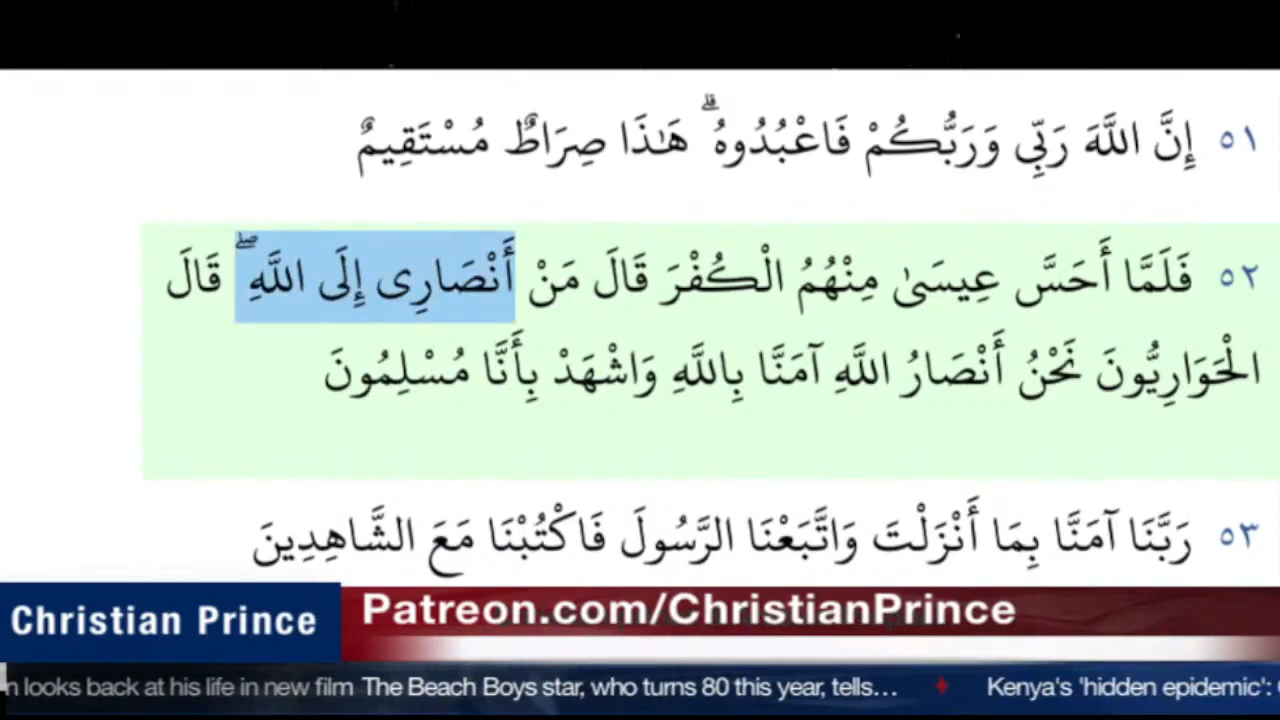 ٥١ إِنَّ اللَّهَ رَبِّى وَرَبُّكُمْ فَاعْبُدُوهُ ۗ هَـٰذَا صِرَاطٌ مُسْتَقِيمٌ
٥٢ فَلَمَّا أَحَسَّ عِيسَىٰ مِنْهُمُ الْكُفْرَ قَالَ مَنْ أَنْصَارِى إِلَى اللَّهِ ۖ قَالَ
الْحَوَارِيُّونَ نَحْنُ أَنْصَارُ اللَّهِ آمَنَّا بِاللَّهِ وَاشْهَدْ بِأَنَّا مُسْلِمُونَ
٥٣ رَبَّنَا آمَنَّا بِمَا أَنْزَلْتَ وَاتَّبَعْنَا الرَّسُولَ فَاكْتُبْنَا مَعَ الشَّاهِدِينَ
Christian Prince
Patreon.com/ChristianPrince
n looks back at his life in new film The Beach Boys star, who turns 80 this year, tells... Kenya's 'hidden epidemic':